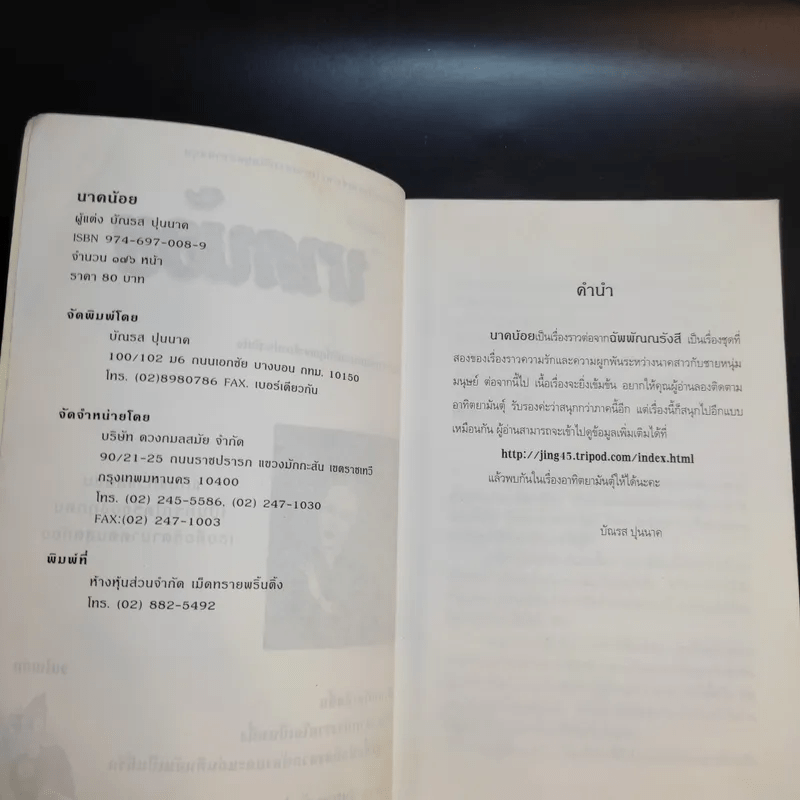 นาคน้อย
ผู้แต่ง บัณรส ปุนนาค
ISBN 974-697-008-9
จำนวน ๑๗๖ หน้า
ราคา 80 บาท
จัดพิมพ์โดย
บัณรส ปุนนาค
100/102 ม6 ถนนเอกชัย บางบอน กทม. 10150
โทร. (02)8980786 FAX. เบอร์เดียวกัน
จัดจำหน่ายโดย
บริษัท ดวงกมลสมัย จำกัด
90/21-25 ถนนราชปรารภ แขวงมักกะสัน เขตราชเทวี
กรุงเทพมหานคร 10400
โทร. (02) 245-5586, (02) 247-1030
FAX:(02) 247-1003
พิมพ์ที่
ห้างหุ้นส่วนจำกัด เม็ดทรายพริ้นติ้ง
โทร. (02) 882-5492
คำนำ
นาคน้อยเป็นเรื่องราวต่อจากฉัพพัณณรังสี เป็นเรื่องชุดที่
สองของเรื่องราวความรักและความผูกพันระหว่างนาคสาวกับชายหนุ่ม
มนุษย์ ต่อจากนี้ไป เนื้อเรื่องจะยิ่งเข้มข้น อยากให้คุณผู้อ่านลองติดตาม
อาทิตยามันตุ์ รับรองค่ะว่าสนุกกว่าภาคนี้อีก แต่เรื่องนี้ก็สนุกไปอีกแบบ
เหมือนกัน ผู้อ่านสามารถจะเข้าไปดูข้อมูลเพิ่มเติมได้ที่
http://jing45.tripod.com/index.html
แล้วพบกันในเรื่องอาทิตยามันตุ์ให้ได้นะคะ
บัณรส ปุนนาค